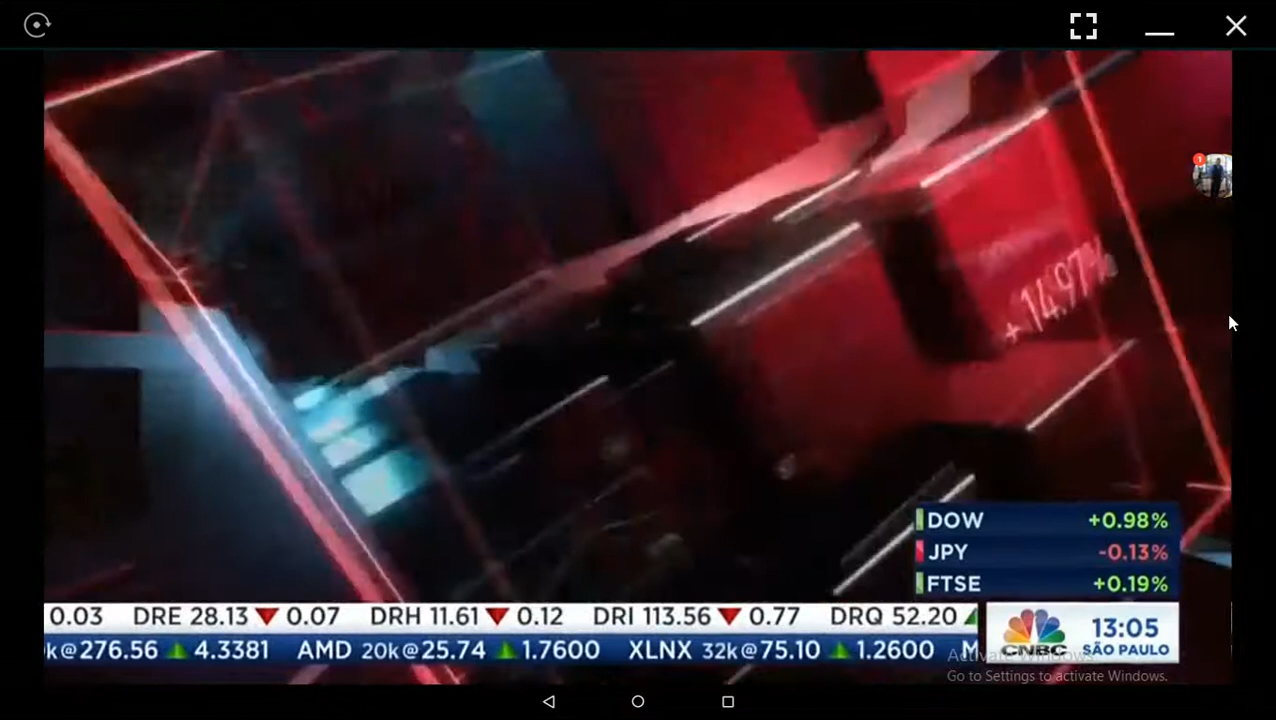 1
+ 14.97%
DOW +0.98%
JPY -0.13%
FTSE +0.19%
0.03 DRE 28.13 ▼ 0.07 DRH 11.61 ▼ 0.12 DRI 113.56 ▼ 0.77 DRQ 52.20 ▲
k@276.56 ▲ 4.3381 AMD 20k@25.74 ▲ 1.7600 XLNX 32k@75.10 ▲ 1.2600 M
CNBC
13:05
SÃO PAULO
Activate Windows
Go to Settings to activate Windows.